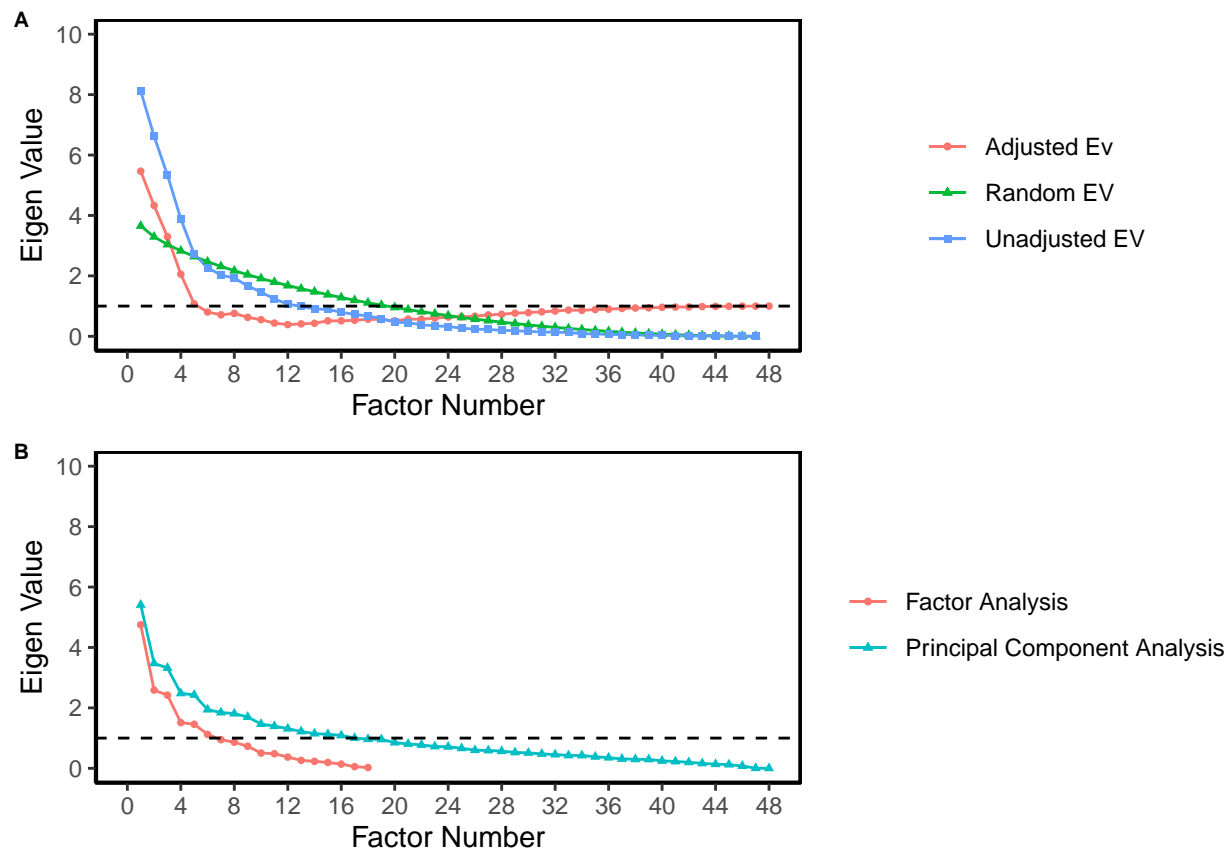 A
10
8
6
4
2
0
Eigen Value
0 4 8 12 16 20 24 28 32 36 40 44 48
Factor Number
Adjusted Ev
Random EV
Unadjusted EV
B
10
8
6
4
2
0
Eigen Value
0 4 8 12 16 20 24 28 32 36 40 44 48
Factor Number
Factor Analysis
Principal Component Analysis